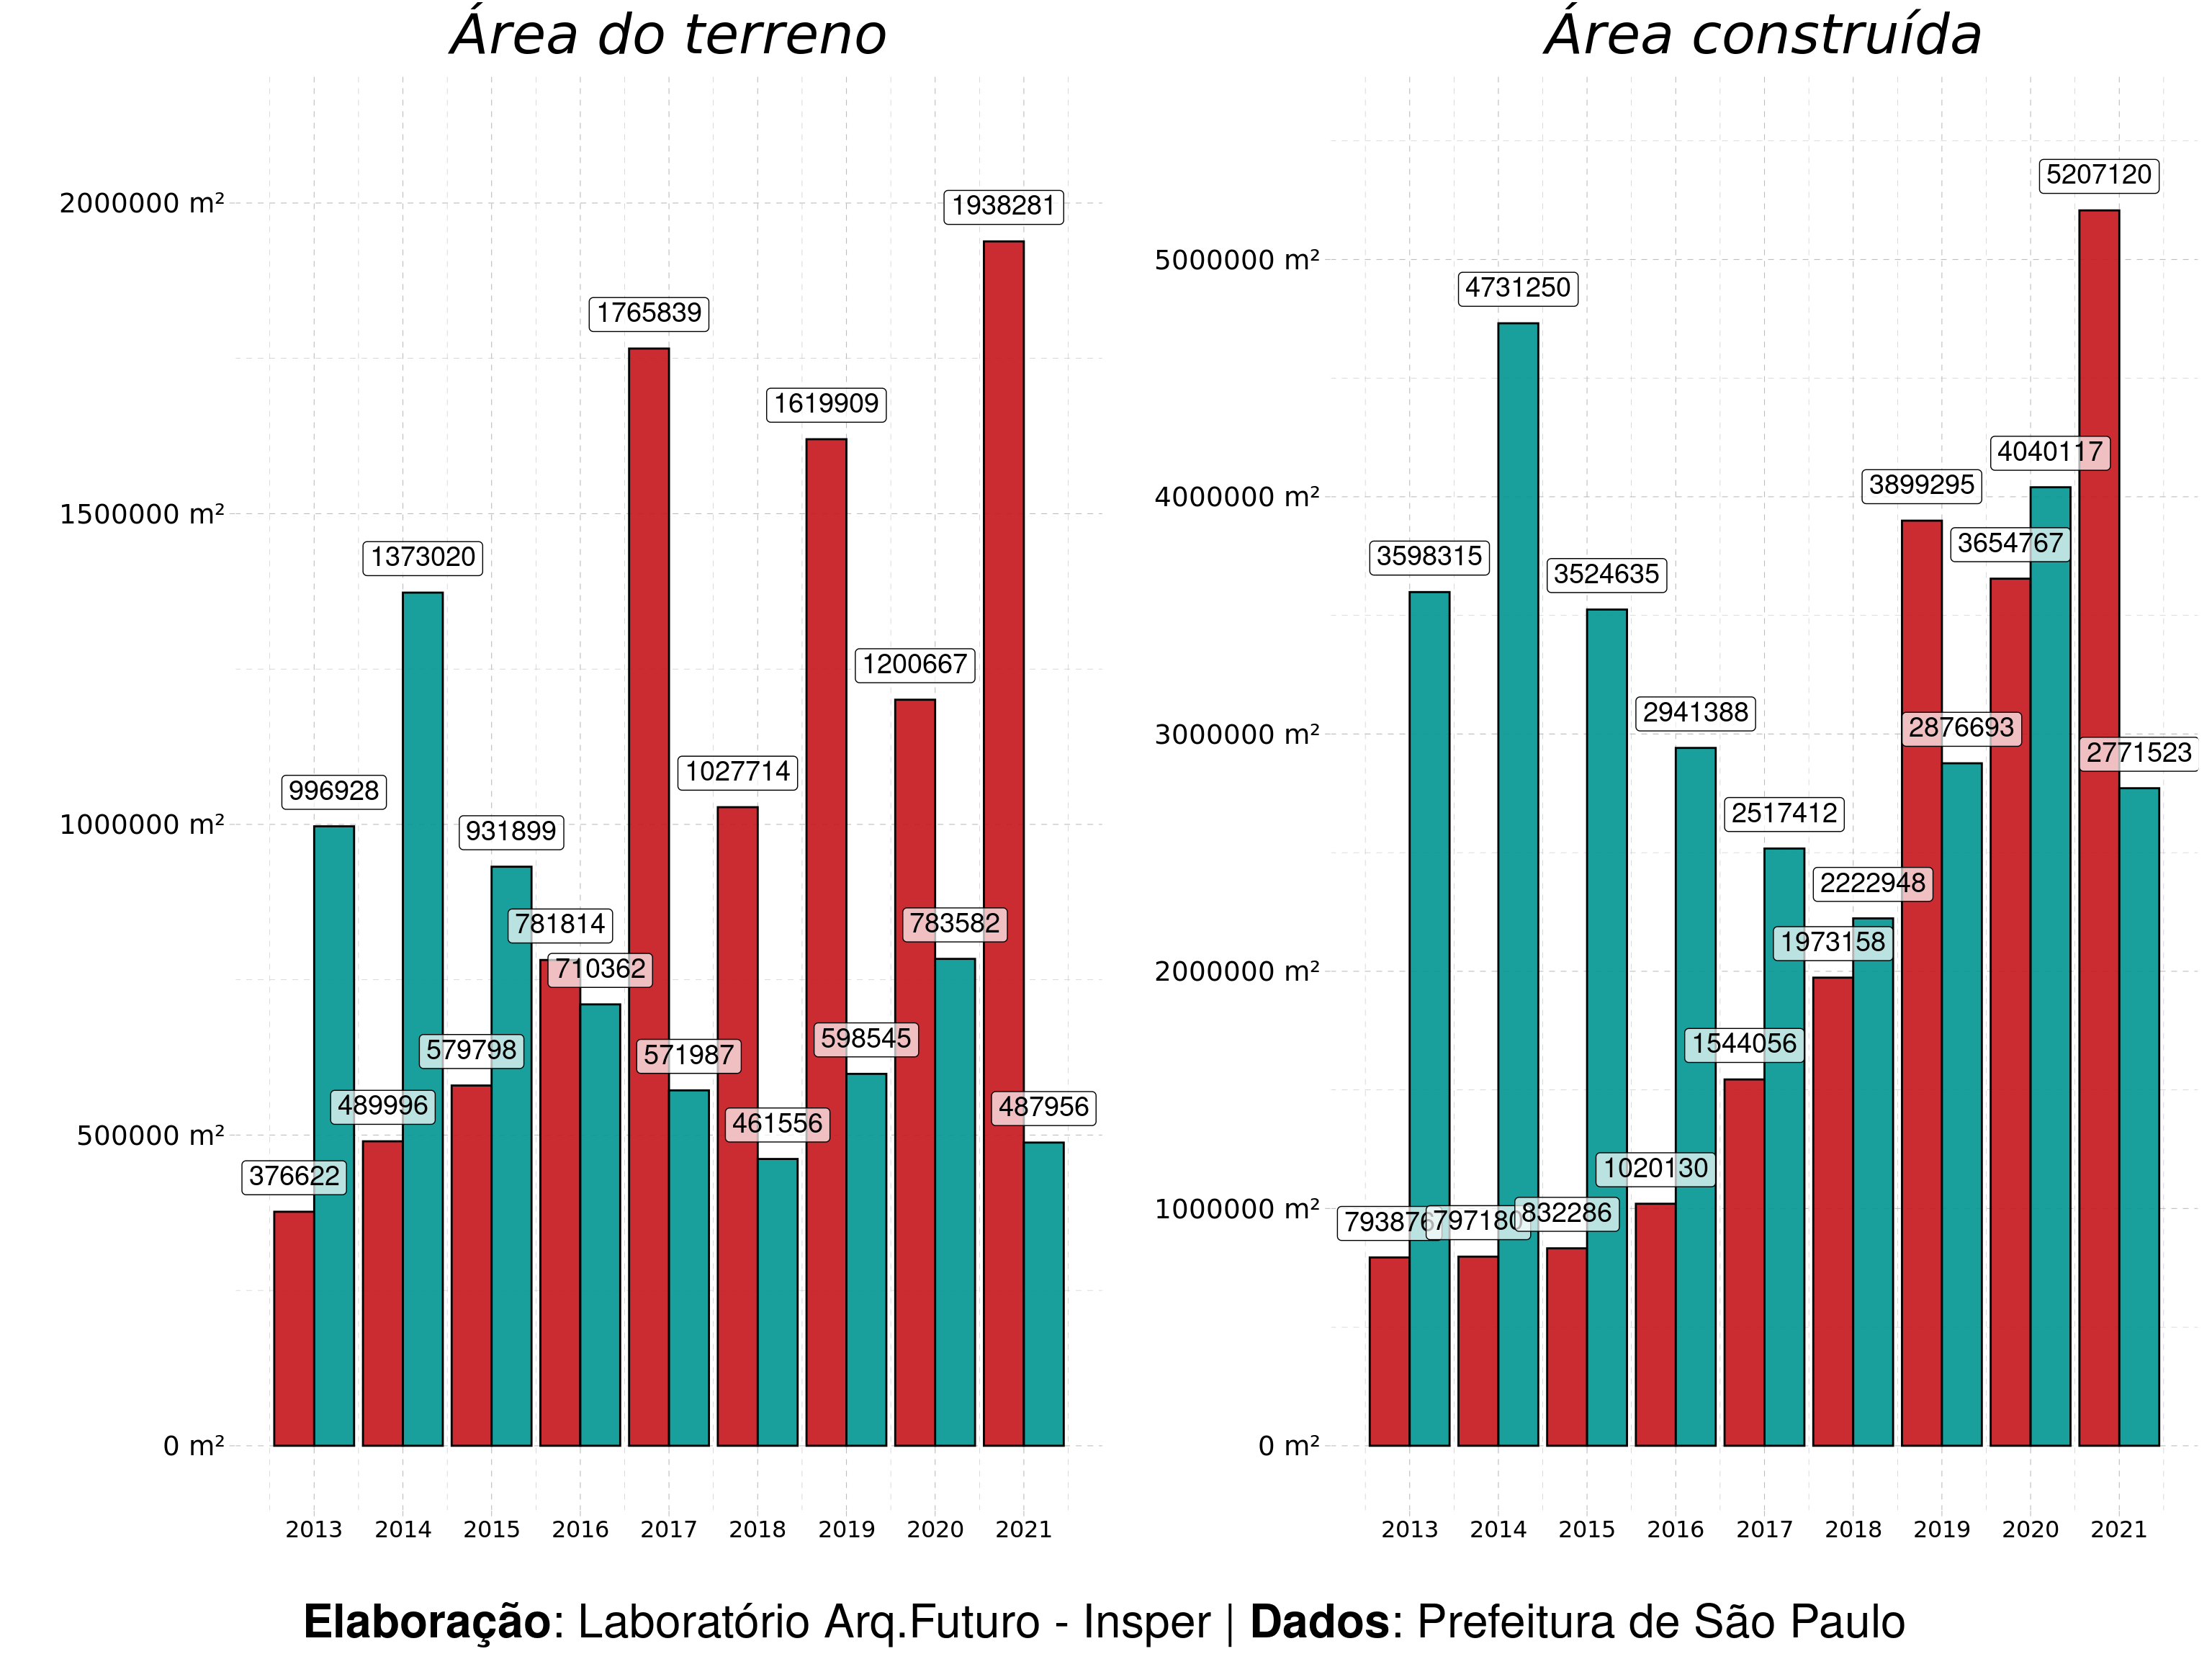 Área do terreno
2000000 m²
1500000 m²
1000000 m²
500000 m²
0 m²
376622
996928
489996
1373020
579798
931899
781814
710362
1765839
571987
1027714
461556
1619909
598545
1200667
783582
1938281
487956
2013 2014 2015 2016 2017 2018 2019 2020 2021
Área construída
5000000 m²
4000000 m²
3000000 m²
2000000 m²
1000000 m²
0 m²
793876
3598315
797180
4731250
832286
3524635
1020130
2941388
1544056
2517412
1973158
2222948
3899295
2876693
3654767
4040117
5207120
2771523
2013 2014 2015 2016 2017 2018 2019 2020 2021
Elaboração: Laboratório Arq.Futuro - Insper | Dados: Prefeitura de São Paulo